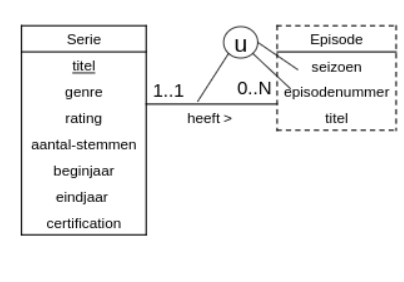 Serie
titel
genre
rating
aantal-stemmen
beginjaar
eindjaar
certification
u
1..1
0..N
heeft >
Episode
seizoen
episodenummer
titel